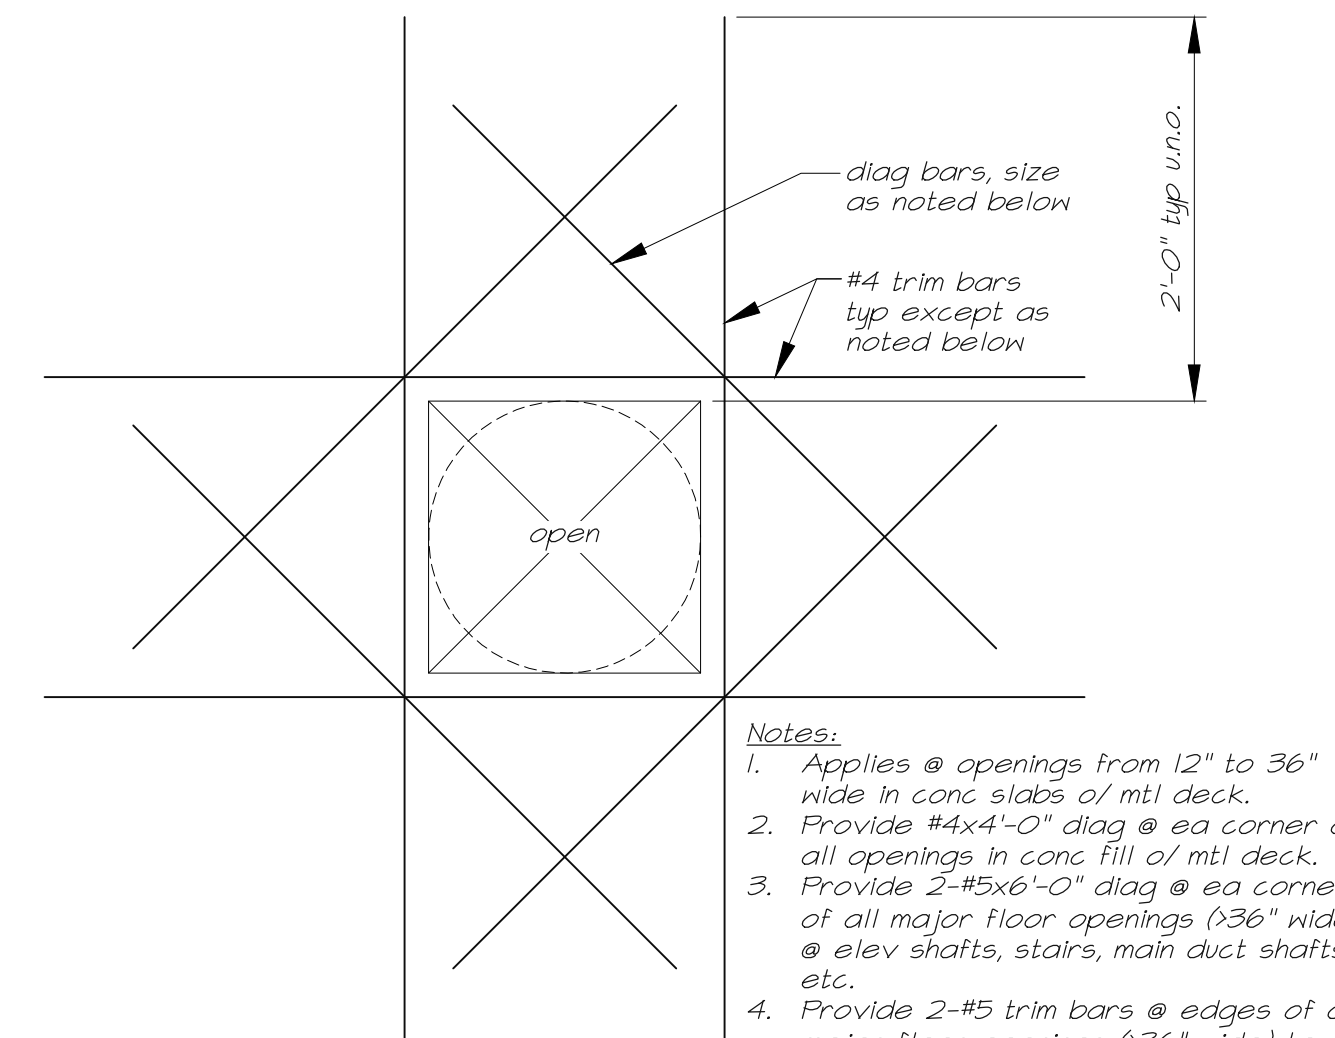 diag bars, size
as noted below
#4 trim bars
typ except as
noted below
2'-0" typ u.n.o.
open
Notes:
1. Applies @ openings from 12" to 36"
wide in conc slabs o/ mtl deck.
2. Provide #4x4'-0" diag @ ea corner
all openings in conc fill o/ mtl deck.
3. Provide 2-#5x6'-0" diag @ ea corne
of all major floor openings (>36" wid
@ elev shafts, stairs, main duct shafts
etc.
4. Provide 2-#5 trim bars @ edges of